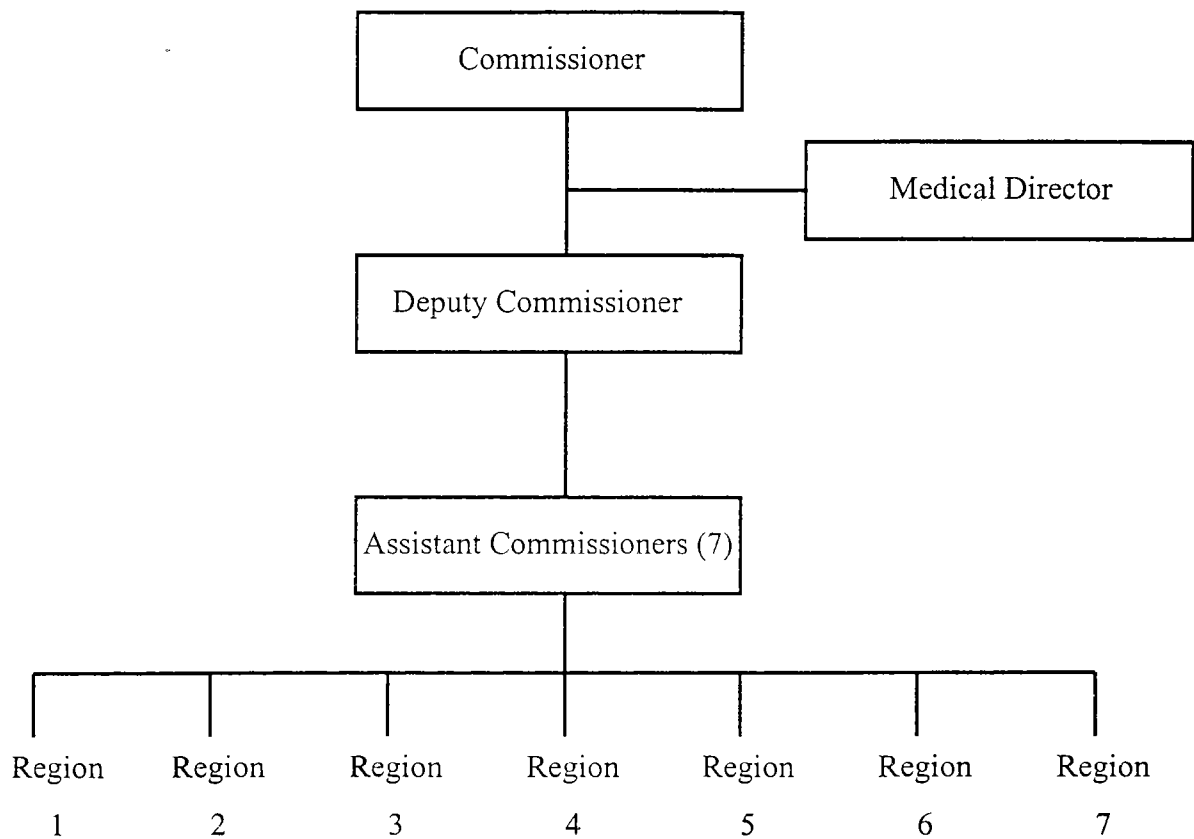 Commissioner
Medical Director
Deputy Commissioner
Assistant Commissioners (7)
Region Region Region Region Region Region Region
1 2 3 4 5 6 7